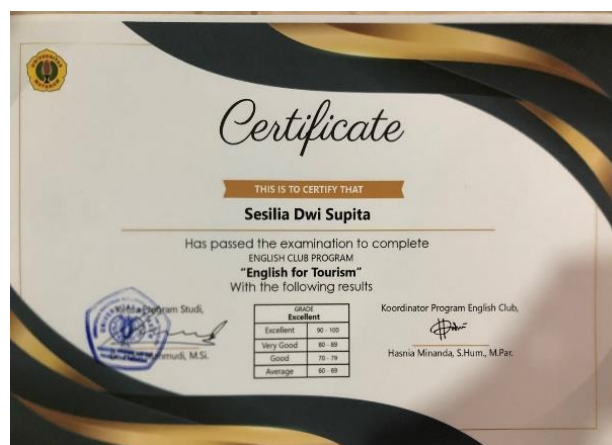 UNIVERSITAS
MATARAM
Certificate
THIS IS TO CERTIFY THAT
Sesilia Dwi Supita
Has passed the examination to complete
ENGLISH CLUB PROGRAM
"English for Tourism"
With the following results
Program Studi,
M.Si.
GRADE
Excellent
Excellent 90 - 100
Very Good 80 - 89
Good 70 - 79
Average 60 - 69
Koordinator Program English Club,
Hasnia Minanda, S.Hum., M.Par.